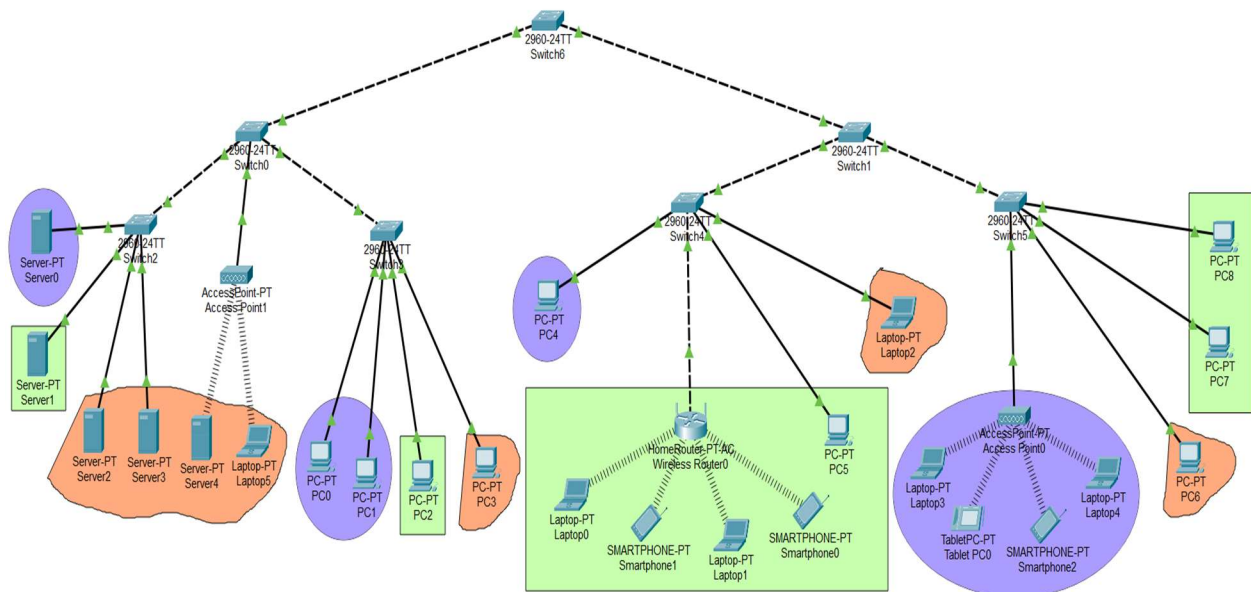 2960-24TT
Switch6
2960-24TT
Switch0
2960-24TT
Switch1
2960-24TT
Switch2
2960-24TT
Switch3
2960-24TT
Switch4
2960-24TT
Switch5
Server-PT
Server0
AccessPoint-PT
Access Point1
PC-PT
PC4
Laptop-PT
Laptop2
PC-PT
PC8
Server-PT
Server1
PC-PT
PC7
Server-PT
Server2
Server-PT
Server3
Server-PT
Server4
Laptop-PT
Laptop5
PC-PT
PC0
PC-PT
PC1
PC-PT
PC2
PC-PT
PC3
HomeRouter-PT-AC
Wireless Router0
PC-PT
PC5
AccessPoint-PT
Access Point0
PC-PT
PC6
Laptop-PT
Laptop0
SMARTPHONE-PT
Smartphone1
Laptop-PT
Laptop1
SMARTPHONE-PT
Smartphone0
Laptop-PT
Laptop3
TabletPC-PT
Tablet PC0
SMARTPHONE-PT
Smartphone2
Laptop-PT
Laptop4